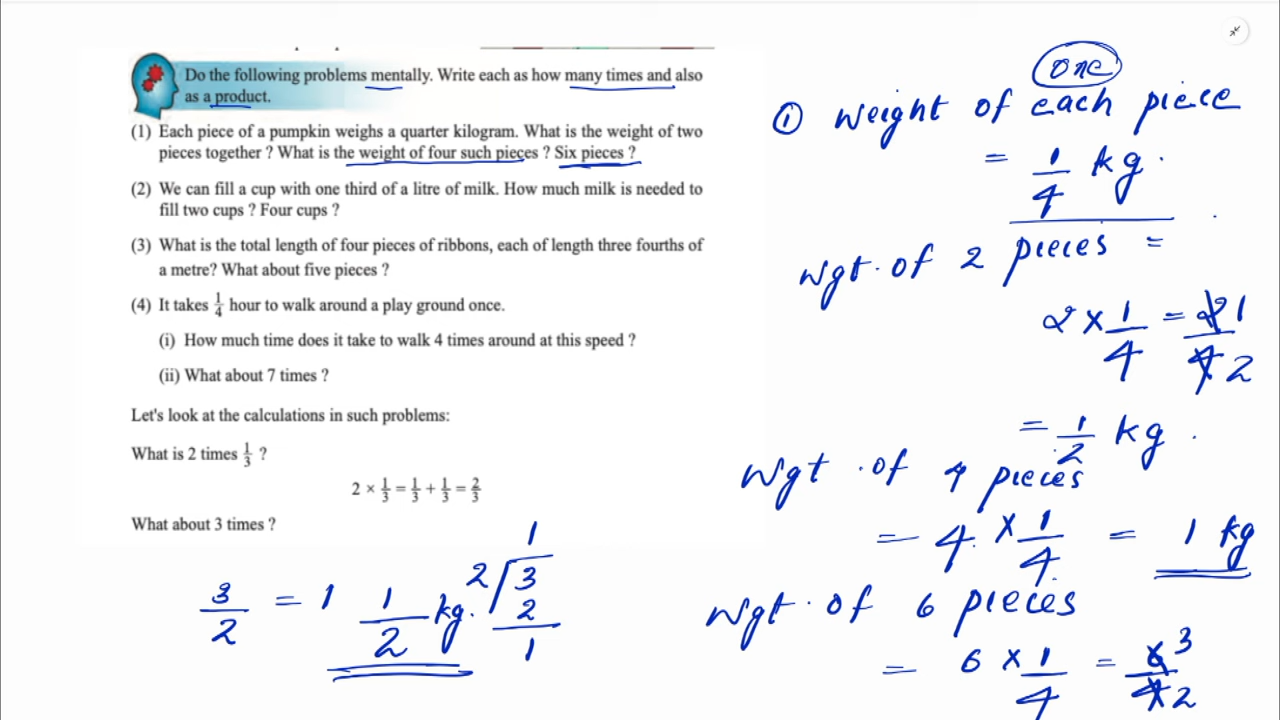 Do the following problems mentally. Write each as how many times and also
as a product.
(1) Each piece of a pumpkin weighs a quarter kilogram. What is the weight of two
pieces together ? What is the weight of four such pieces ? Six pieces ?
(2) We can fill a cup with one third of a litre of milk. How much milk is needed to
fill two cups ? Four cups ?
(3) What is the total length of four pieces of ribbons, each of length three fourths of
a metre? What about five pieces ?
(4) It takes 1/4 hour to walk around a play ground once.
(i) How much time does it take to walk 4 times around at this speed ?
(ii) What about 7 times ?
Let's look at the calculations in such problems:
What is 2 times 1/3 ?
2 × 1/3 = 1/3 + 1/3 = 2/3
What about 3 times ?
one
① Weight of each piece
= 1/4 kg.
Wgt. of 2 pieces =
2 × 1/4 = 2/4 1/2
= 1/2 kg.
Wgt. of 4 pieces
= 4 × 1/4 = 1 kg
Wgt. of 6 pieces
= 6 × 1/4 = 6/4 3/2
3/2 = 1 1/2 kg.
1
2 3
2
1